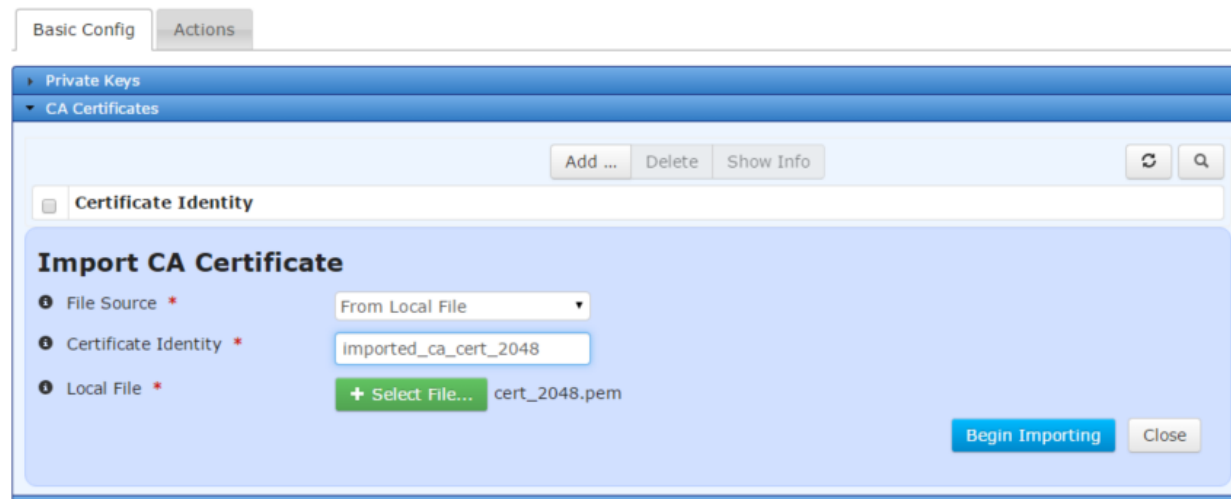 Basic Config Actions
Private Keys
CA Certificates
Add ... Delete Show Info
Certificate Identity
Import CA Certificate
File Source * From Local File
Certificate Identity * imported_ca_cert_2048
Local File * + Select File... cert_2048.pem
Begin Importing Close